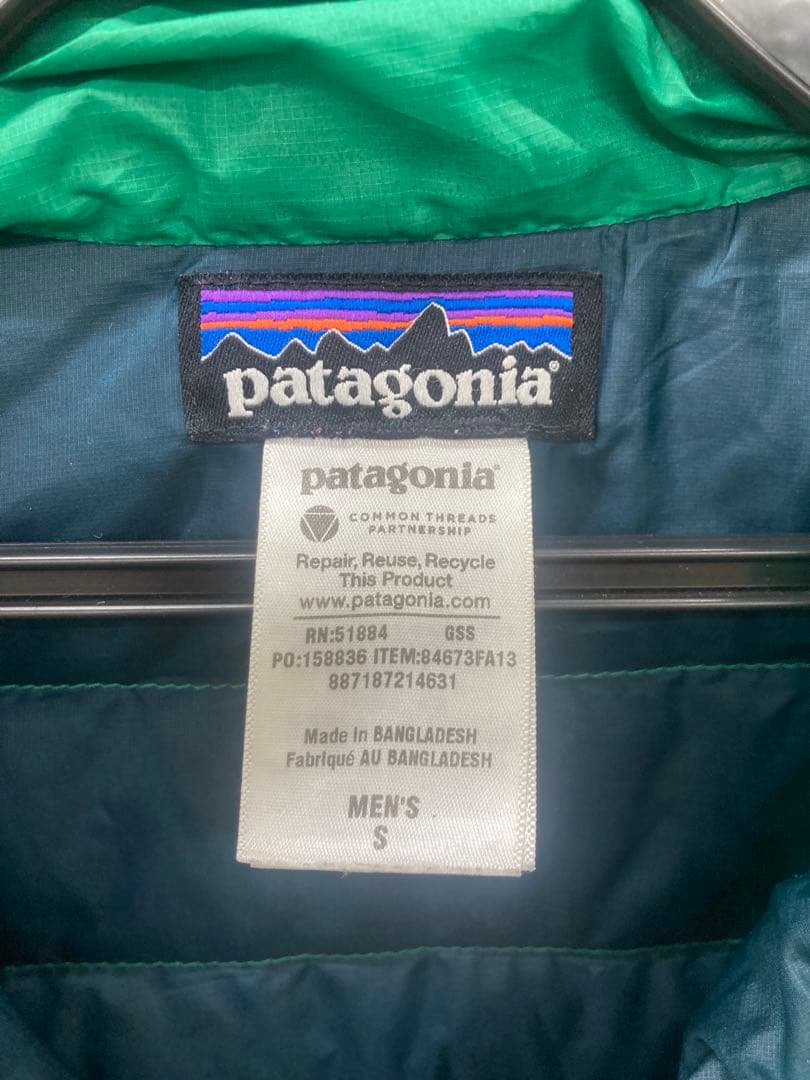 patagonia®
patagonia®
COMMON THREADS
PARTNERSHIP
Repair, Reuse, Recycle
This Product
www.patagonia.com
RN:51884 GSS
PO:158836 ITEM:84673FA13
887187214631
Made in BANGLADESH
Fabriqué AU BANGLADESH
MEN'S
S